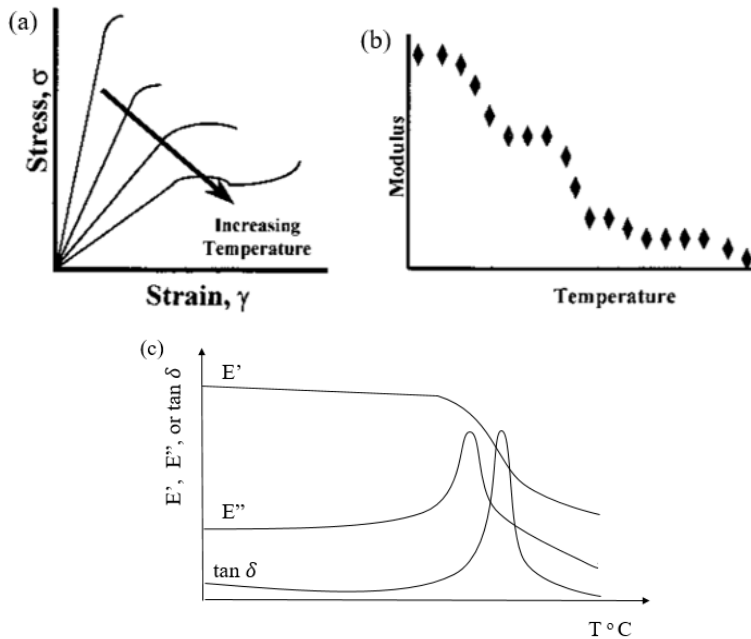 (a)
Stress, σ
Increasing
Temperature
Strain, γ
(b)
Modulus
Temperature
(c)
E', E", or tan δ
E'
E"
tan δ
T ° C